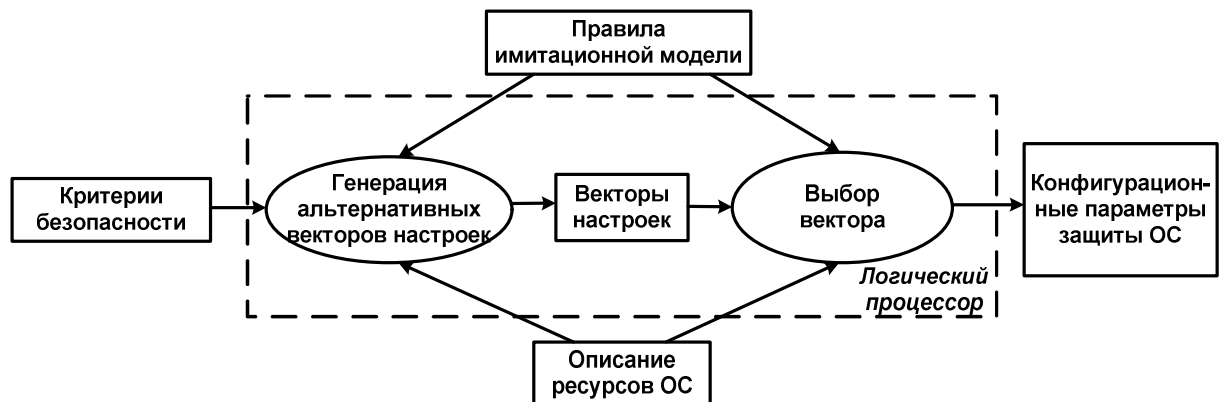 Правила
имитационной модели
Критерии
безопасности
Генерация
альтернативных
векторов настроек
Векторы
настроек
Выбор
вектора
Конфигурацион-
ные параметры
защиты ОС
Логический
процессор
Описание
ресурсов ОС